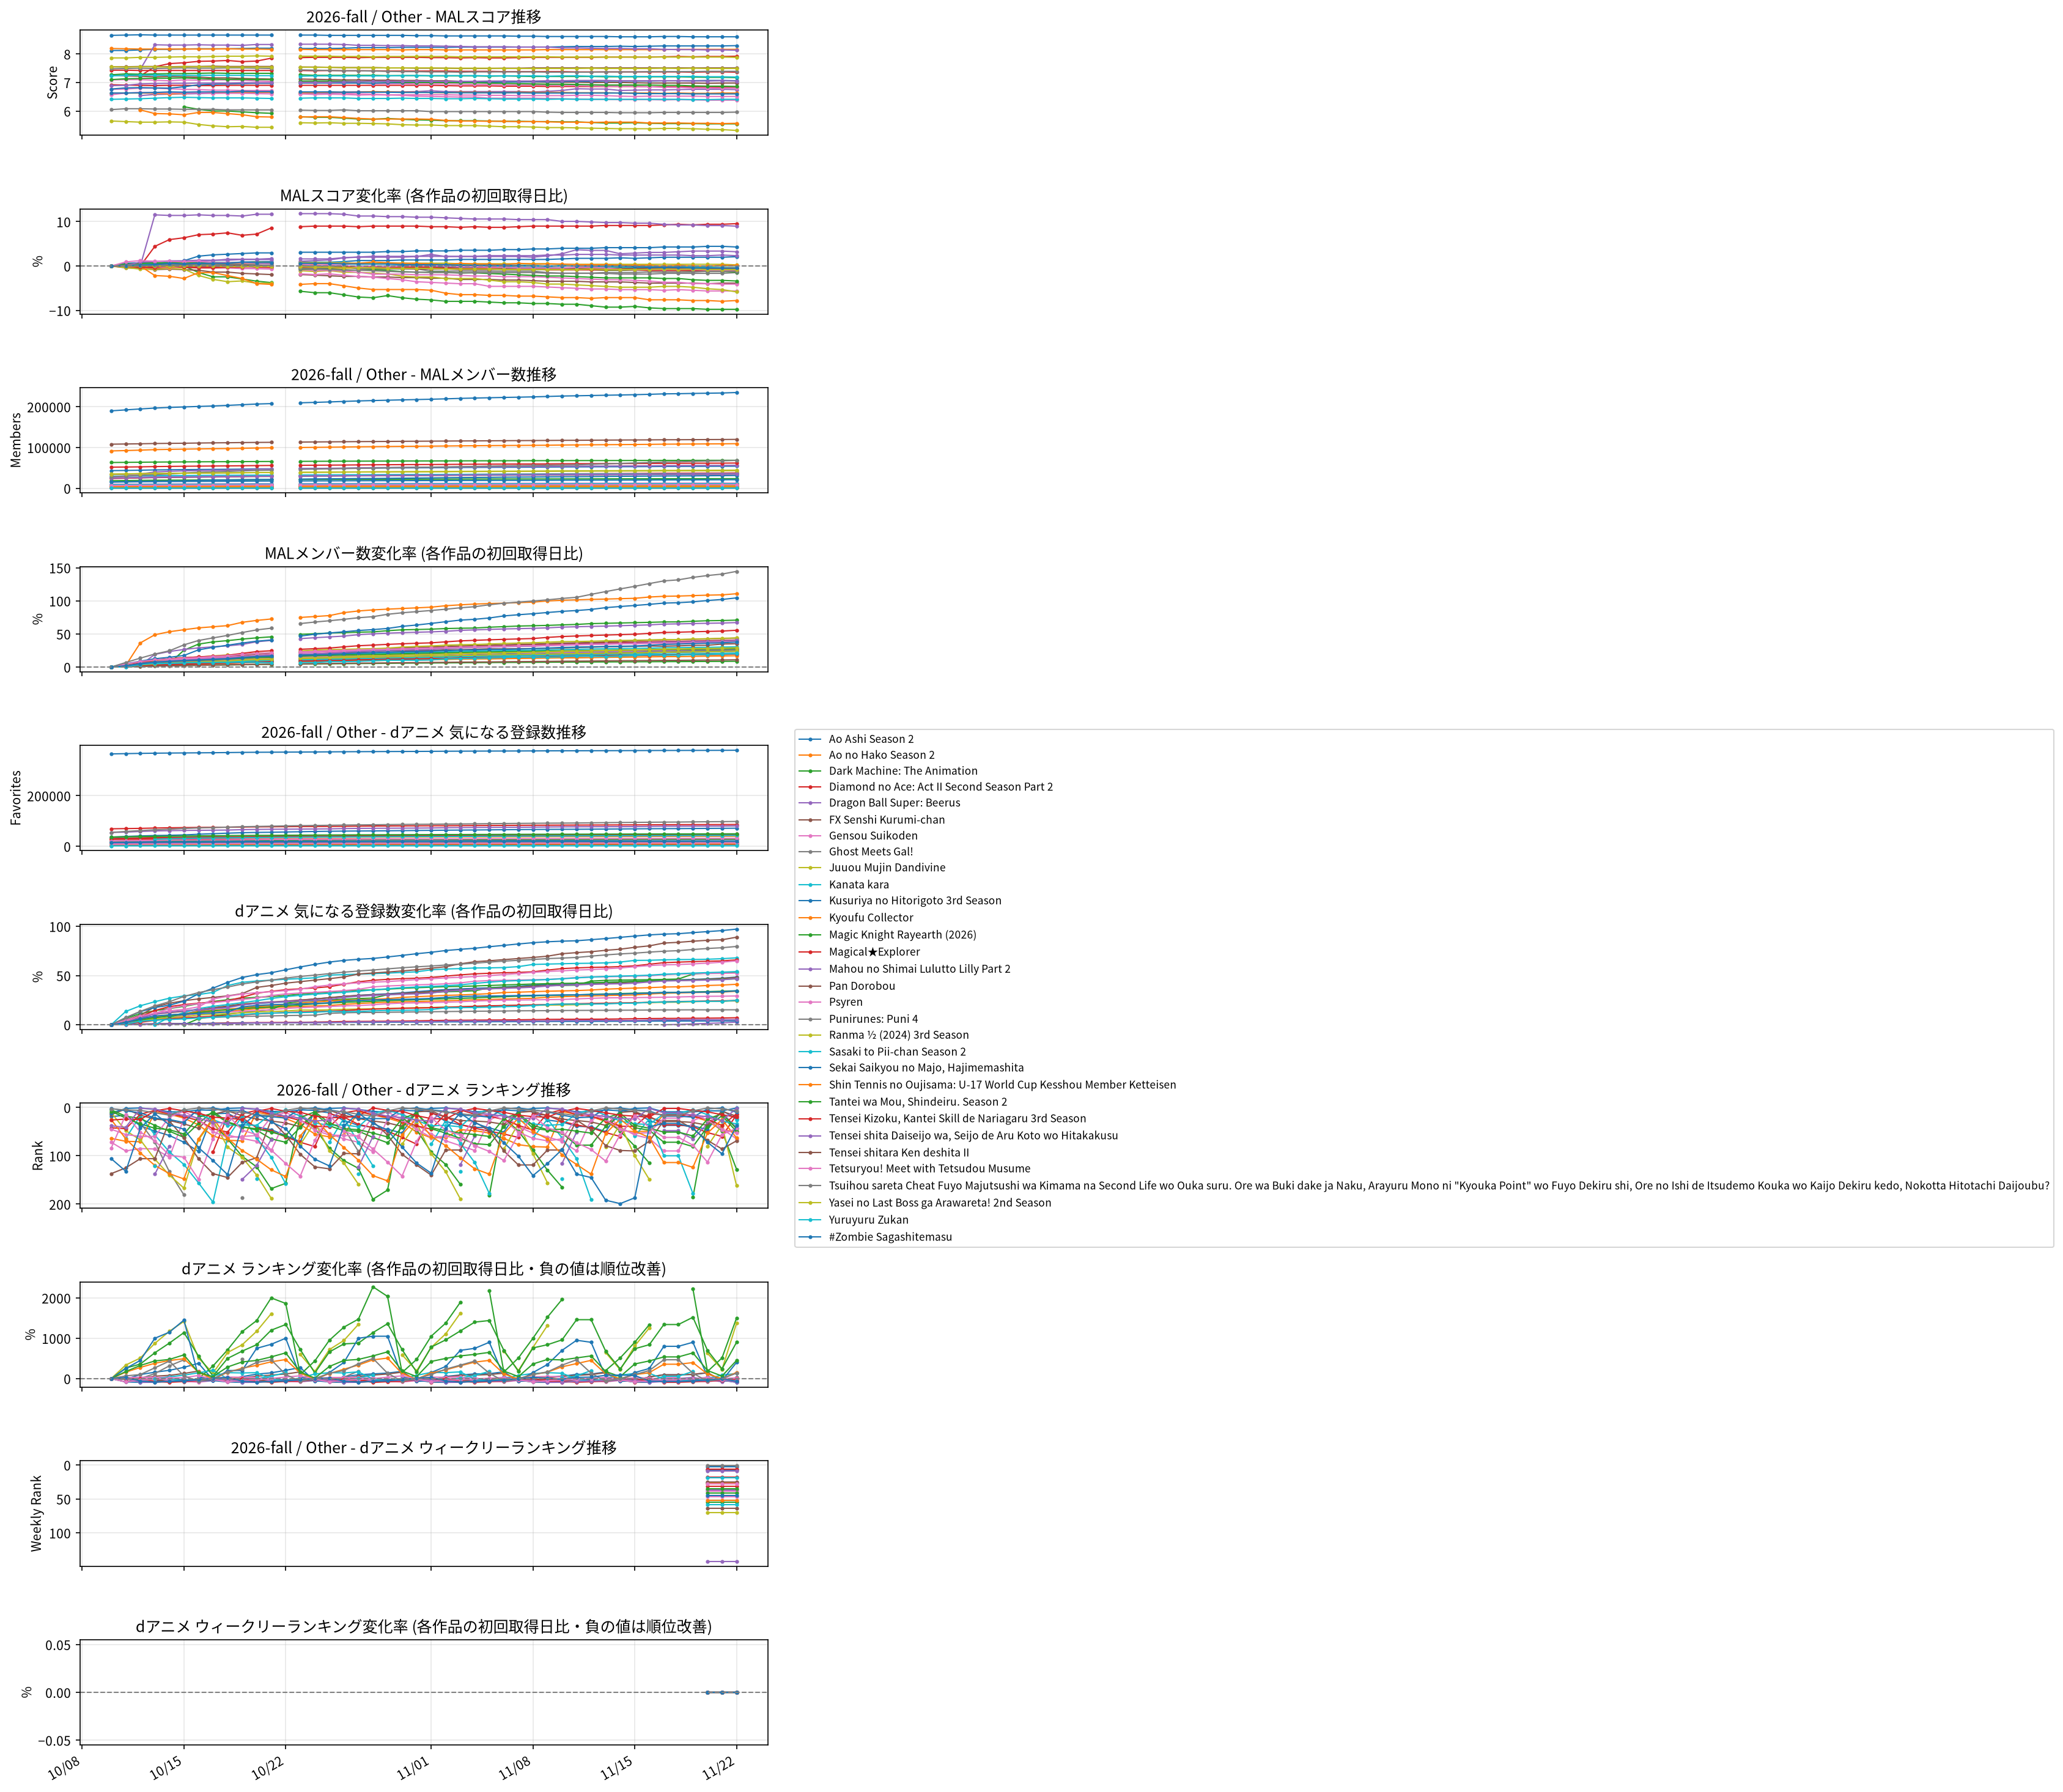 2026-fall / Other - MALスコア推移
Score
8
7
6
MALスコア変化率 (各作品の初回取得日比)
%
10
0
−10
2026-fall / Other - MALメンバー数推移
Members
200000
100000
0
MALメンバー数変化率 (各作品の初回取得日比)
%
150
100
50
0
2026-fall / Other - dアニメ 気になる登録数推移
Favorites
200000
0
Ao Ashi Season 2
Ao no Hako Season 2
Dark Machine: The Animation
Diamond no Ace: Act II Second Season Part 2
Dragon Ball Super: Beerus
FX Senshi Kurumi-chan
Gensou Suikoden
Ghost Meets Gal!
Juuou Mujin Dandivine
Kanata kara
Kusuriya no Hitorigoto 3rd Season
Kyoufu Collector
Magic Knight Rayearth (2026)
Magical★Explorer
Mahou no Shimai Lulutto Lilly Part 2
Pan Dorobou
Psyren
Punirunes: Puni 4
Ranma ½ (2024) 3rd Season
Sasaki to Pii-chan Season 2
Sekai Saikyou no Majo, Hajimemashita
Shin Tennis no Oujisama: U-17 World Cup Kesshou Member Ketteisen
Tantei wa Mou, Shindeiru. Season 2
Tensei Kizoku, Kantei Skill de Nariagaru 3rd Season
Tensei shita Daiseijo wa, Seijo de Aru Koto wo Hitakakusu
Tensei shitara Ken deshita II
Tetsuryou! Meet with Tetsudou Musume
Tsuihou sareta Cheat Fuyo Majutsushi wa Kimama na Second Life wo Ouka suru. Ore wa Buki dake ja Naku, Arayuru Mono ni "Kyouka Point" wo Fuyo Dekiru shi, Ore no Ishi de Itsudemo Kouka wo Kaijo Dekiru kedo, Nokotta Hitotachi Daijoubu?
Yasei no Last Boss ga Arawareta! 2nd Season
Yuruyuru Zukan
#Zombie Sagashitemasu
dアニメ 気になる登録数変化率 (各作品の初回取得日比)
%
100
50
0
2026-fall / Other - dアニメ ランキング推移
Rank
0
100
200
dアニメ ランキング変化率 (各作品の初回取得日比・負の値は順位改善)
%
2000
1000
0
2026-fall / Other - dアニメ ウィークリーランキング推移
Weekly Rank
0
50
100
dアニメ ウィークリーランキング変化率 (各作品の初回取得日比・負の値は順位改善)
%
0.05
0.00
−0.05
10/08
10/15
10/22
11/01
11/08
11/15
11/22